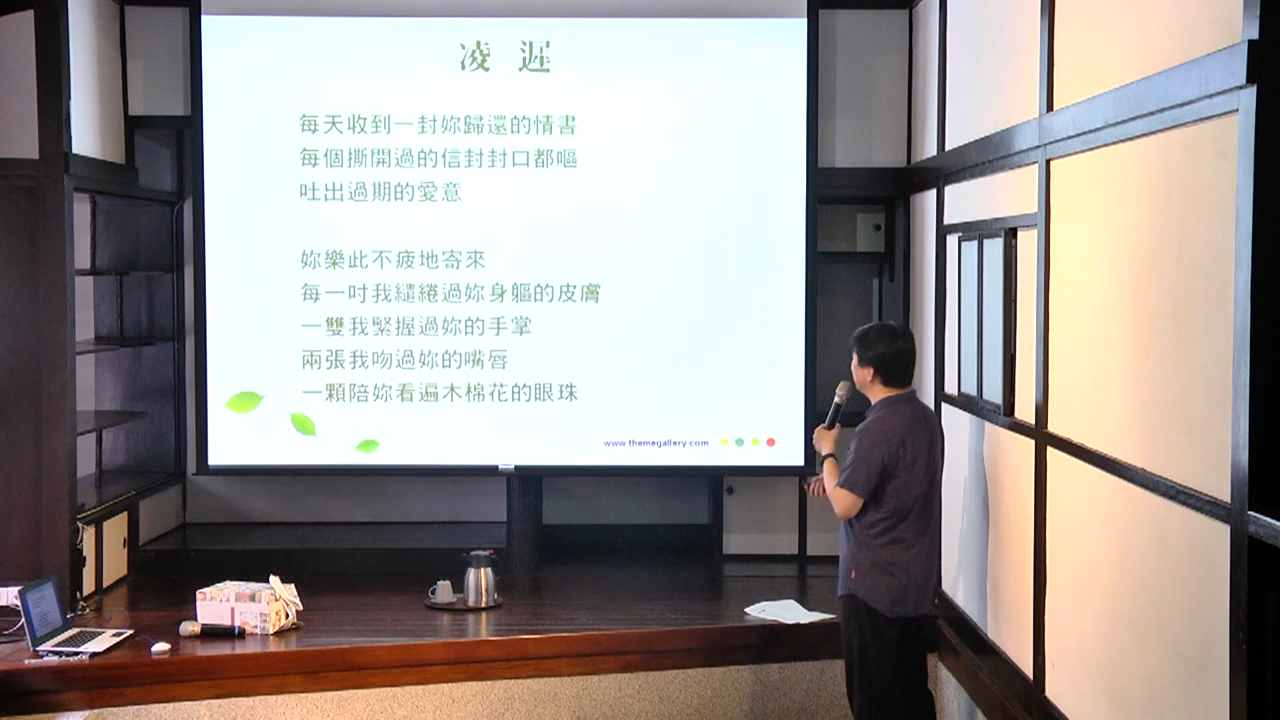 凌遲
每天收到一封妳歸還的情書
每個撕開過的信封封口都嘔
吐出過期的愛意
妳樂此不疲地寄來
每一吋我繾綣過妳身軀的皮膚
一雙我緊握過妳的手掌
兩張我吻過妳的嘴唇
一顆陪妳看遍木棉花的眼珠
www.themegallery.com